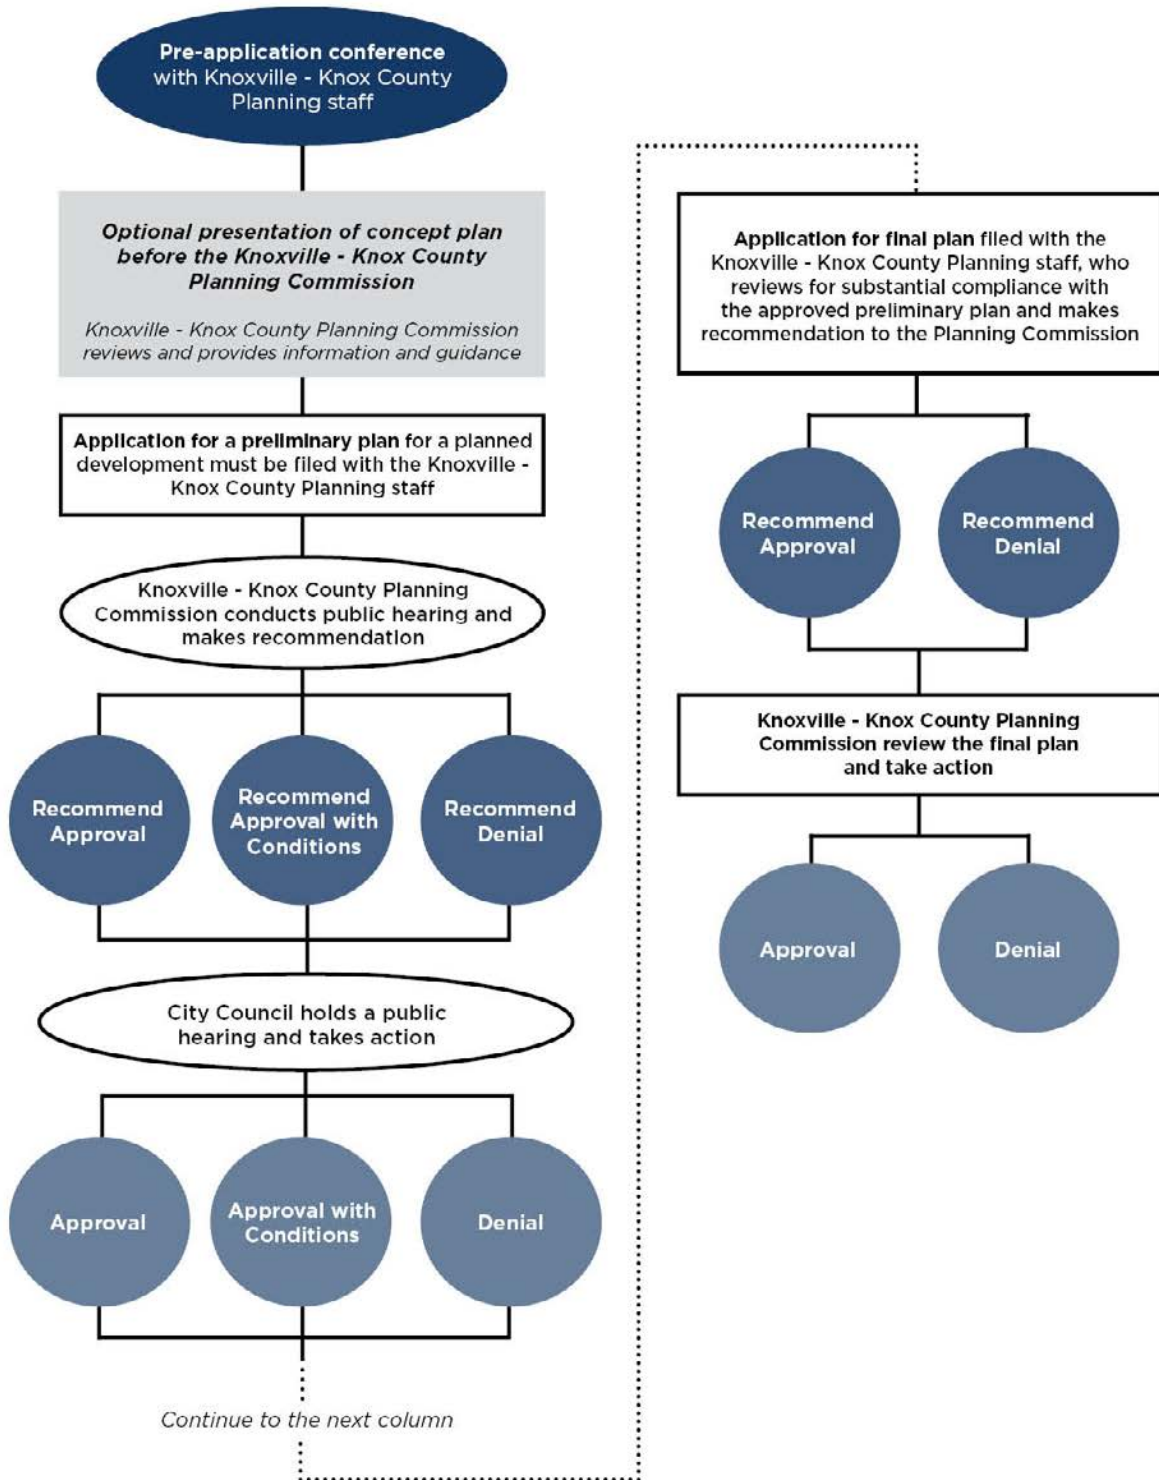 Pre-application conference
with Knoxville - Knox County
Planning staff
Optional presentation of concept plan
before the Knoxville - Knox County
Planning Commission
Knoxville - Knox County Planning Commission
reviews and provides information and guidance
Application for a preliminary plan for a planned
development must be filed with the Knoxville -
Knox County Planning staff
Knoxville - Knox County Planning
Commission conducts public hearing and
makes recommendation
Recommend
Approval
Recommend
Approval with
Conditions
Recommend
Denial
City Council holds a public
hearing and takes action
Approval
Approval with
Conditions
Denial
Continue to the next column
Application for final plan filed with the
Knoxville - Knox County Planning staff, who
reviews for substantial compliance with
the approved preliminary plan and makes
recommendation to the Planning Commission
Recommend
Approval
Recommend
Denial
Knoxville - Knox County Planning
Commission review the final plan
and take action
Approval
Denial